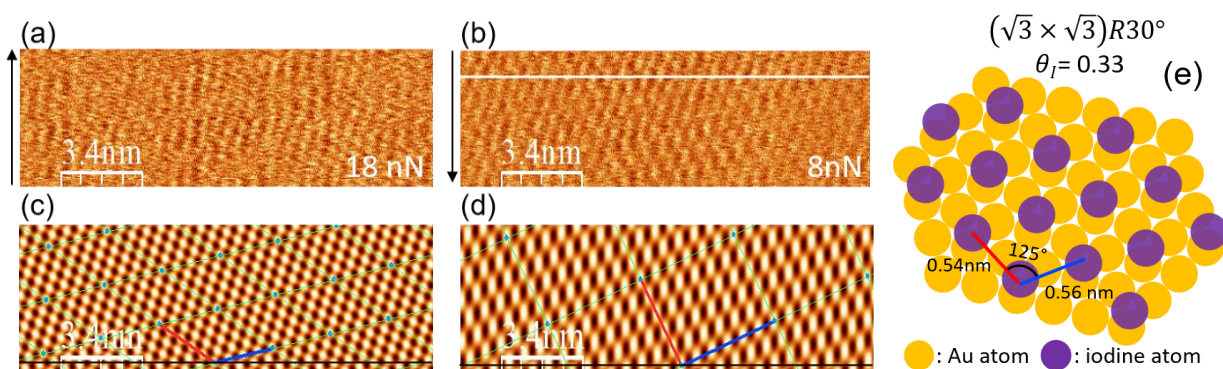 (a)
3.4nm
18 nN
(b)
3.4nm
8nN
(c)
3.4nm
(d)
3.4nm
(√3 × √3)R30°
θ_I= 0.33
(e)
125°
0.54nm
0.56 nm
: Au atom
: iodine atom